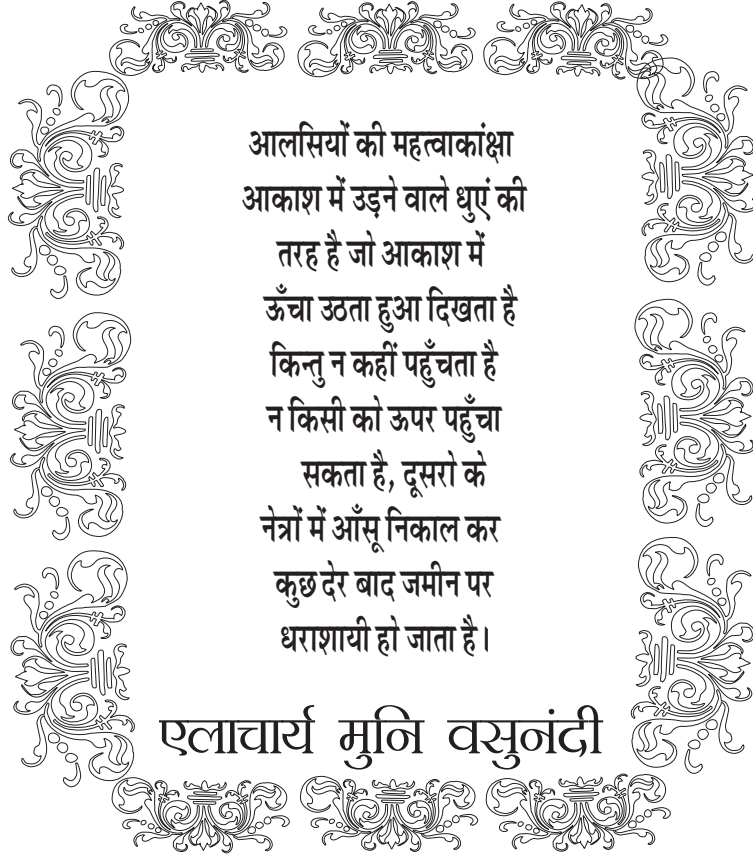 आलसियों की महत्वाकांक्षा
आकाश में उड़ने वाले धुएं की
तरह है जो आकाश में
ऊँचा उठता हुआ दिखता है
किन्तु न कहीं पहुँचता है
न किसी को ऊपर पहुँचा
सकता है, दूसरो के
नेत्रों में आँसू निकाल कर
कुछ देर बाद जमीन पर
धराशायी हो जाता है।
एलाचार्य मुनि वसुनंदी